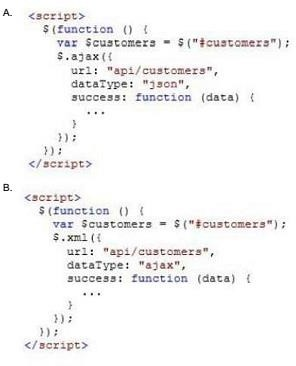 A. <script>
$(function () {
var $customers = $("#customers");
$.ajax({
url: "api/customers",
dataType: "json",
success: function (data) {
...
}
});
});
</script>
B. <script>
$(function () {
var $customers = $("#customers");
$.xml({
url: "api/customers",
dataType: "ajax",
success: function (data) {
...
}
});
});
</script>